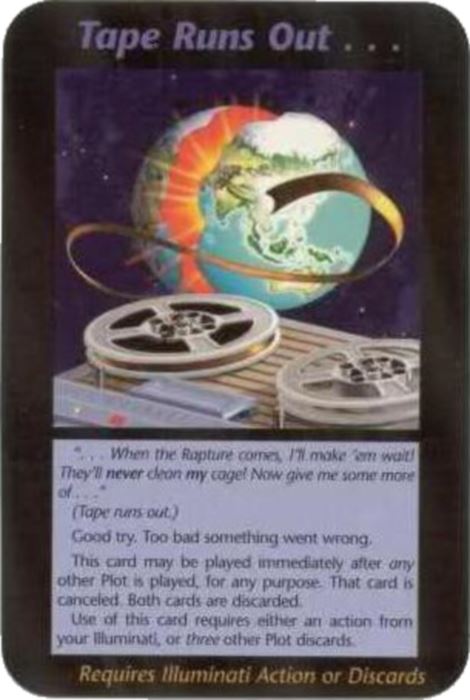 Tape Runs Out . . .
". . . When the Rapture comes, I'll make 'em wait!
They'll never clean my cage! Now give me some more
of . . ."
(Tape runs out.)
Good try. Too bad something went wrong.
This card may be played immediately after any
other Plot is played, for any purpose. That card is
canceled. Both cards are discarded.
Use of this card requires either an action from
your Illuminati, or three other Plot discards.
Requires Illuminati Action or Discards